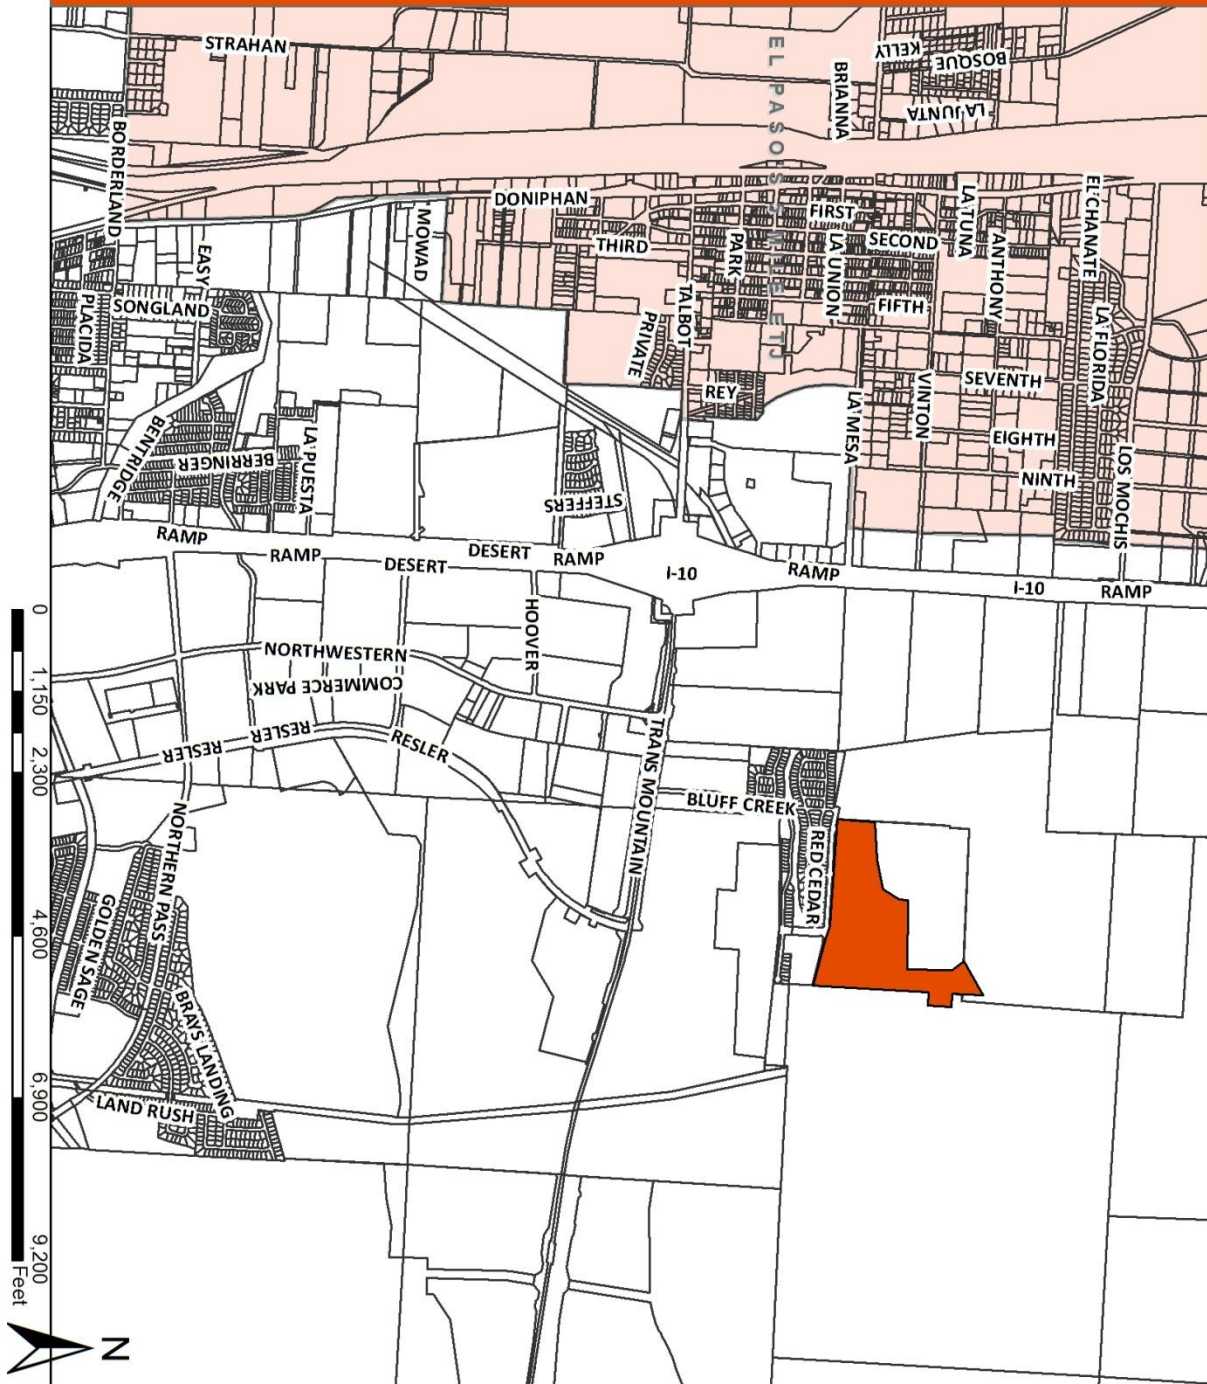 STRAHAN
KELLY
BOSQUE
BRIANNA
LA JUNTA
EL PASO'S 5 MILE ETJ
BORDERLAND
DONIPHAN
FIRST
LA TUNA
EL CHANATE
MOWAD
THIRD
PARK
LA UNION
SECOND
ANTHONY
EASY
SONGLAND
PLACIDA
TALBOT
FIFTH
PRIVATE
LA FLORIDA
REY
SEVENTH
VINTON
LA MESA
BENTRIDGE
BERRINGER
LA PUESTA
EIGHTH
NINTH
LOS MOCHIS
STEFFERS
RAMP
RAMP
DESERT
DESERT
RAMP
I-10
RAMP
I-10
RAMP
HOOVER
NORTHWESTERN
COMMERCE PARK
RESLER
RESLER
RESLER
TRANS MOUNTAIN
BLUFF CREEK
RED CEDAR
NORTHERN PASS
GOLDEN SAGE
BRAYS LANDING
LAND RUSH
0
1,150
2,300
4,600
6,900
9,200
Feet
N